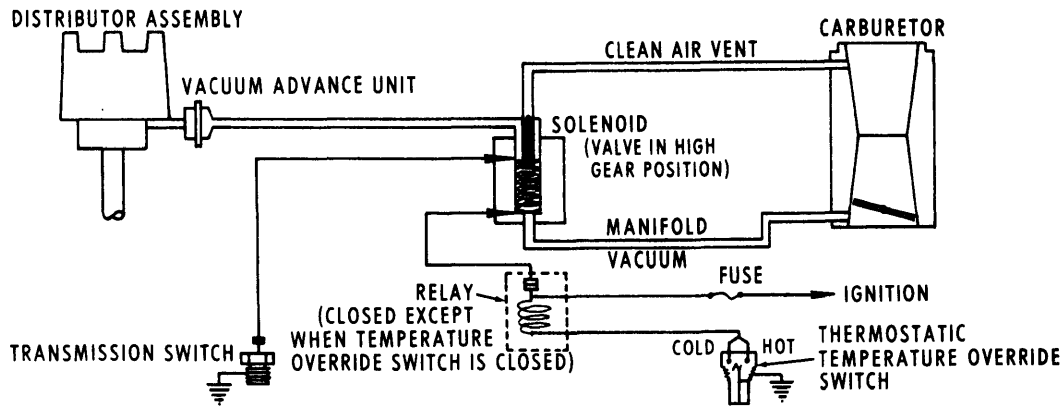 DISTRIBUTOR ASSEMBLY
CARBURETOR
CLEAN AIR VENT
VACUUM ADVANCE UNIT
SOLENOID
(VALVE IN HIGH
GEAR POSITION)
MANIFOLD
VACUUM
FUSE
RELAY
(CLOSED EXCEPT
WHEN TEMPERATURE
OVERRIDE SWITCH IS CLOSED)
IGNITION
TRANSMISSION SWITCH
COLD
HOT
THERMOSTATIC
TEMPERATURE OVERRIDE
SWITCH